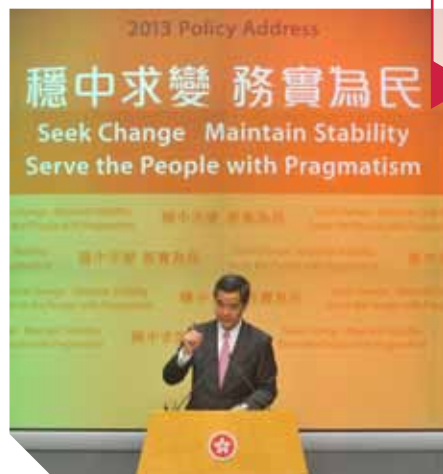 2013 Policy Address
穩中求變 務實為民
Seek Change Maintain Stability
Serve the People with Pragmatism